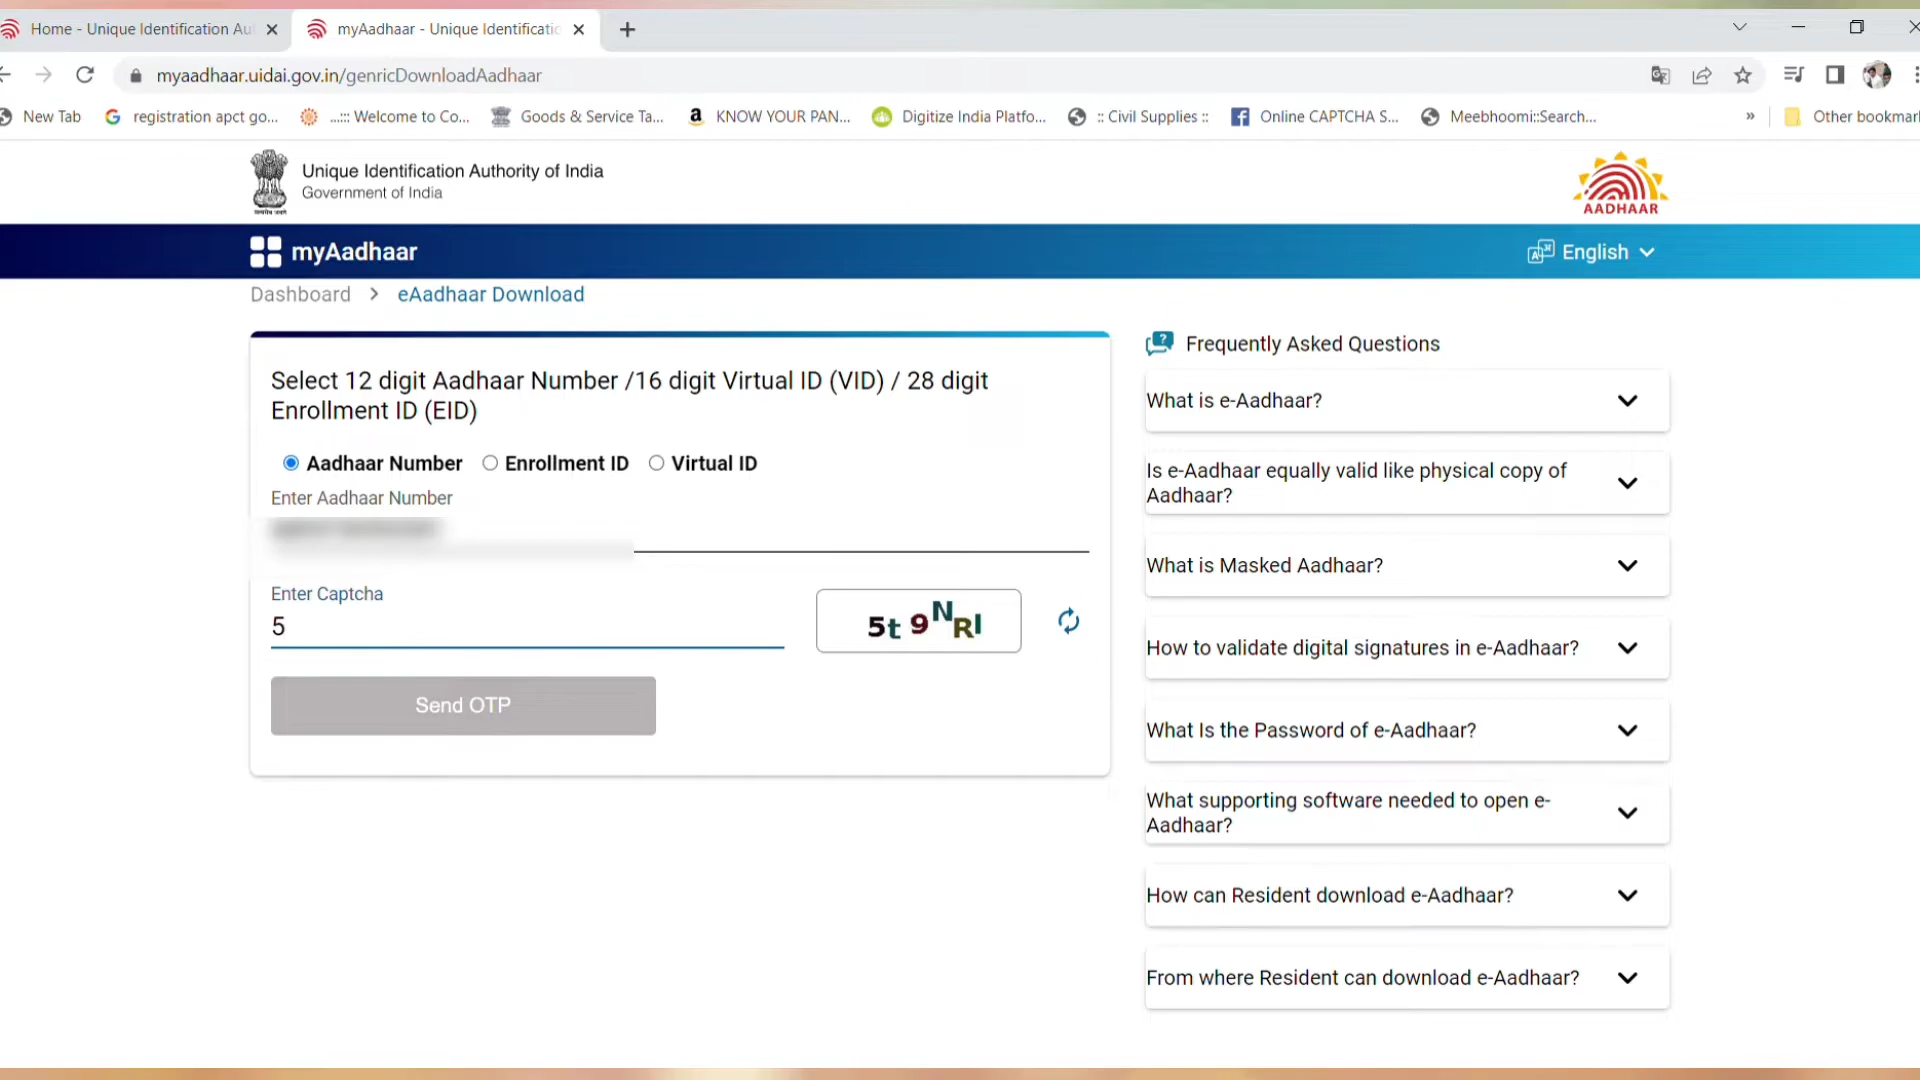 Home - Unique Identification Au
myAadhaar - Unique Identificatio
myaadhaar.uidai.gov.in/genricDownloadAadhaar
New Tab
registration apct go...
...::: Welcome to Co...
Goods & Service Ta...
KNOW YOUR PAN...
Digitize India Platfo...
:: Civil Supplies ::
Online CAPTCHA S...
Meebhoomi::Search...
»
Other bookmar
Unique Identification Authority of India
Government of India
AADHAAR
myAadhaar
English
Dashboard > eAadhaar Download
Select 12 digit Aadhaar Number /16 digit Virtual ID (VID) / 28 digit
Enrollment ID (EID)
Aadhaar Number
Enrollment ID
Virtual ID
Enter Aadhaar Number
Enter Captcha
5
5t9NRl
Send OTP
Frequently Asked Questions
What is e-Aadhaar?
Is e-Aadhaar equally valid like physical copy of
Aadhaar?
What is Masked Aadhaar?
How to validate digital signatures in e-Aadhaar?
What Is the Password of e-Aadhaar?
What supporting software needed to open e-
Aadhaar?
How can Resident download e-Aadhaar?
From where Resident can download e-Aadhaar?